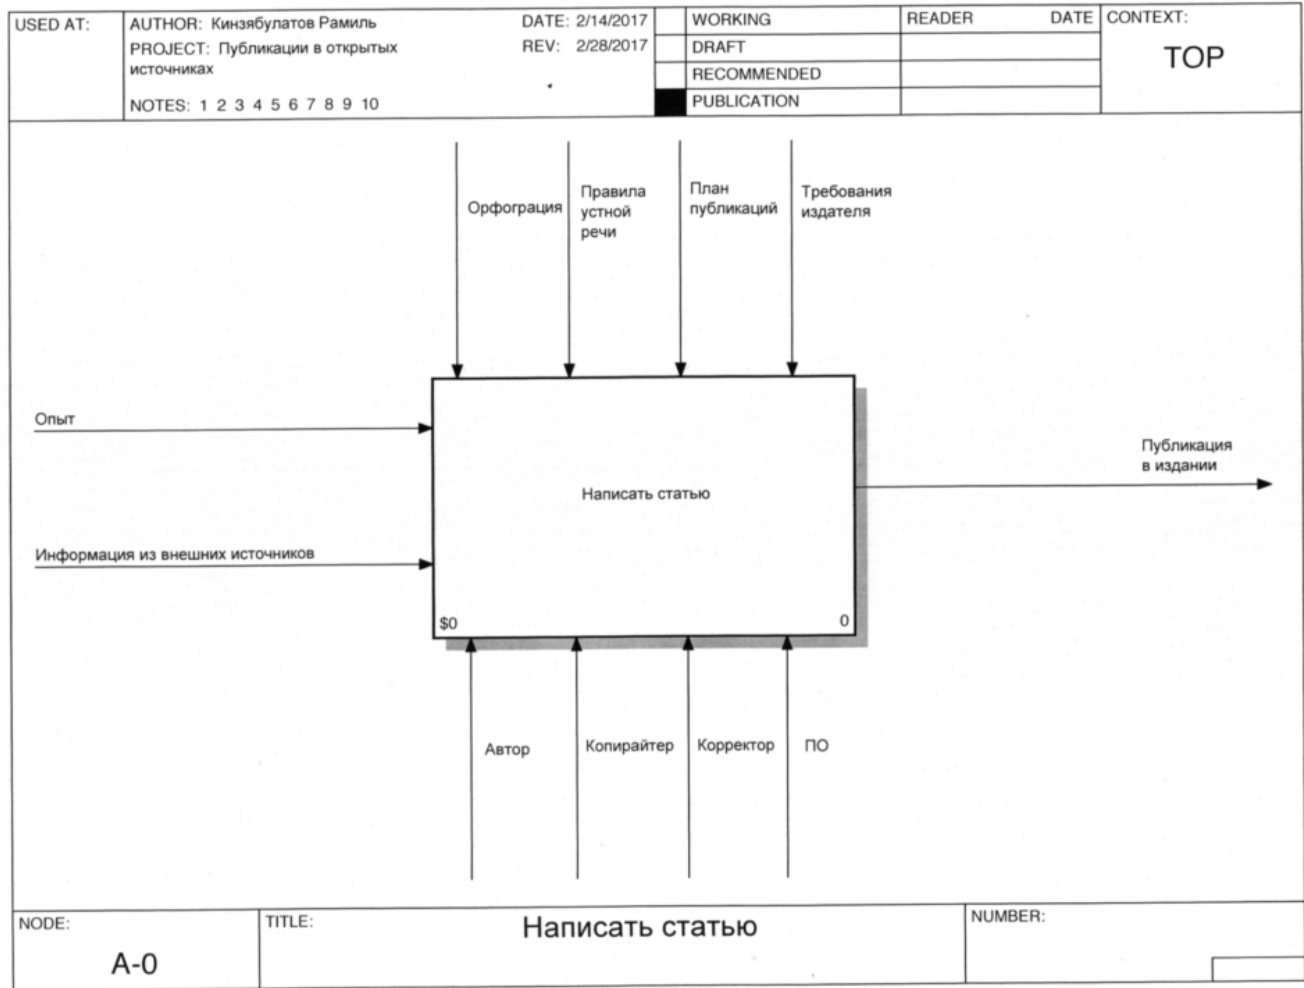 USED AT:
AUTHOR: Кинзябулатов Рамиль
DATE: 2/14/2017
PROJECT: Публикации в открытых
источниках
REV: 2/28/2017
NOTES: 1 2 3 4 5 6 7 8 9 10
WORKING
DRAFT
RECOMMENDED
PUBLICATION
READER
DATE
CONTEXT:
TOP
Орфограция
Правила
устной
речи
План
публикаций
Требования
издателя
Опыт
Информация из внешних источников
Написать статью
$0
0
Публикация
в издании
Автор
Копирайтер
Корректор
ПО
NODE:
A-0
TITLE:
Написать статью
NUMBER: